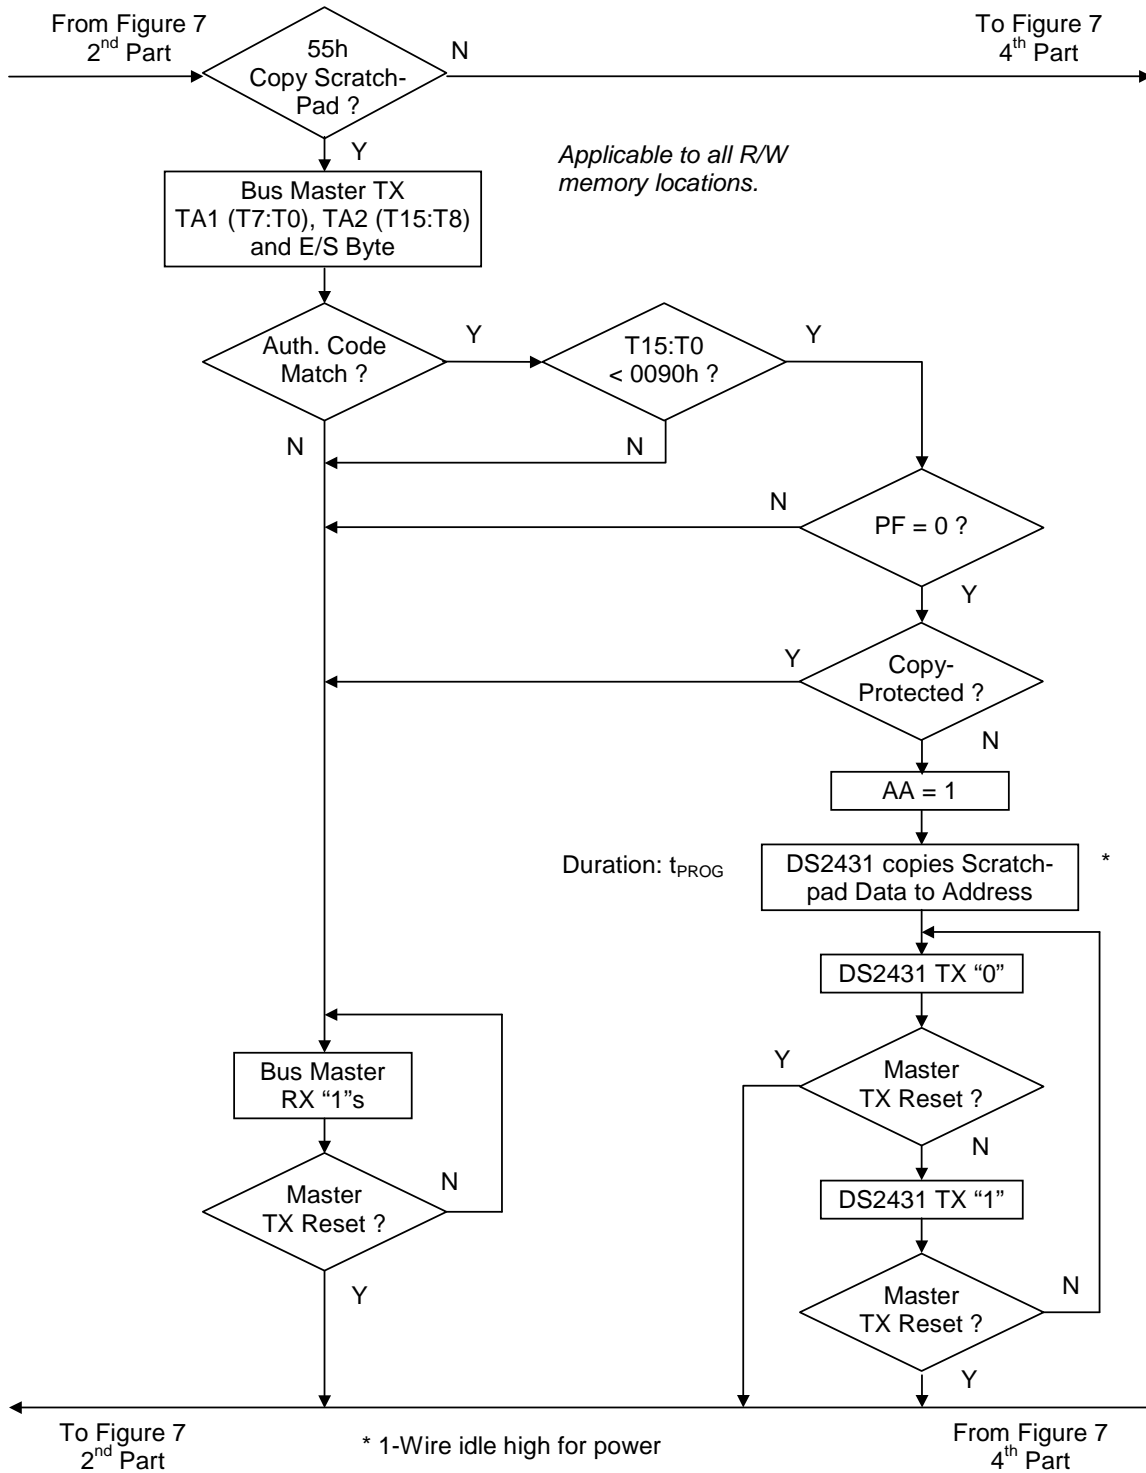 From Figure 7
2nd Part
55h
Copy Scratch-
Pad ?
N
To Figure 7
4th Part
Y
Applicable to all R/W
memory locations.
Bus Master TX
TA1 (T7:T0), TA2 (T15:T8)
and E/S Byte
Auth. Code
Match ?
Y
T15:T0
< 0090h ?
Y
N
N
N
PF = 0 ?
Y
Y
Copy-
Protected ?
N
AA = 1
Duration: tPROG
DS2431 copies Scratch-
pad Data to Address
*
DS2431 TX “0”
Y
Master
TX Reset ?
N
Bus Master
RX “1”s
DS2431 TX “1”
Master
TX Reset ?
N
Y
Master
TX Reset ?
N
Y
To Figure 7
2nd Part
* 1-Wire idle high for power
From Figure 7
4th Part